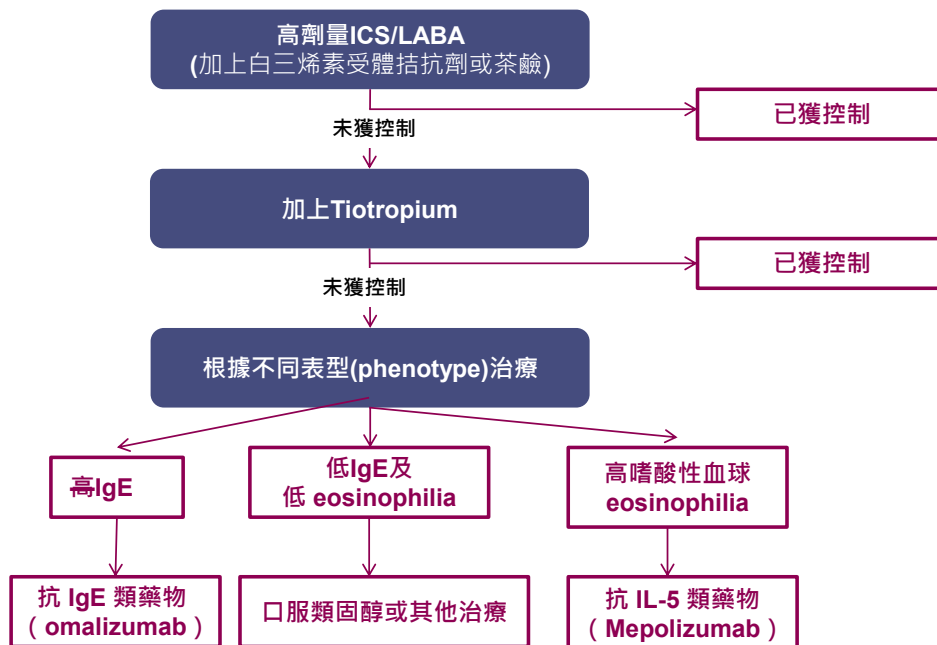 高劑量ICS/LABA
(加上白三烯素受體拮抗劑或茶鹼)
已獲控制
未獲控制
加上Tiotropium
已獲控制
未獲控制
根據不同表型(phenotype)治療
高IgE
低IgE及
低 eosinophilia
高嗜酸性血球
eosinophilia
抗 IgE 類藥物
（ omalizumab ）
口服類固醇或其他治療
抗 IL-5 類藥物
（ Mepolizumab ）